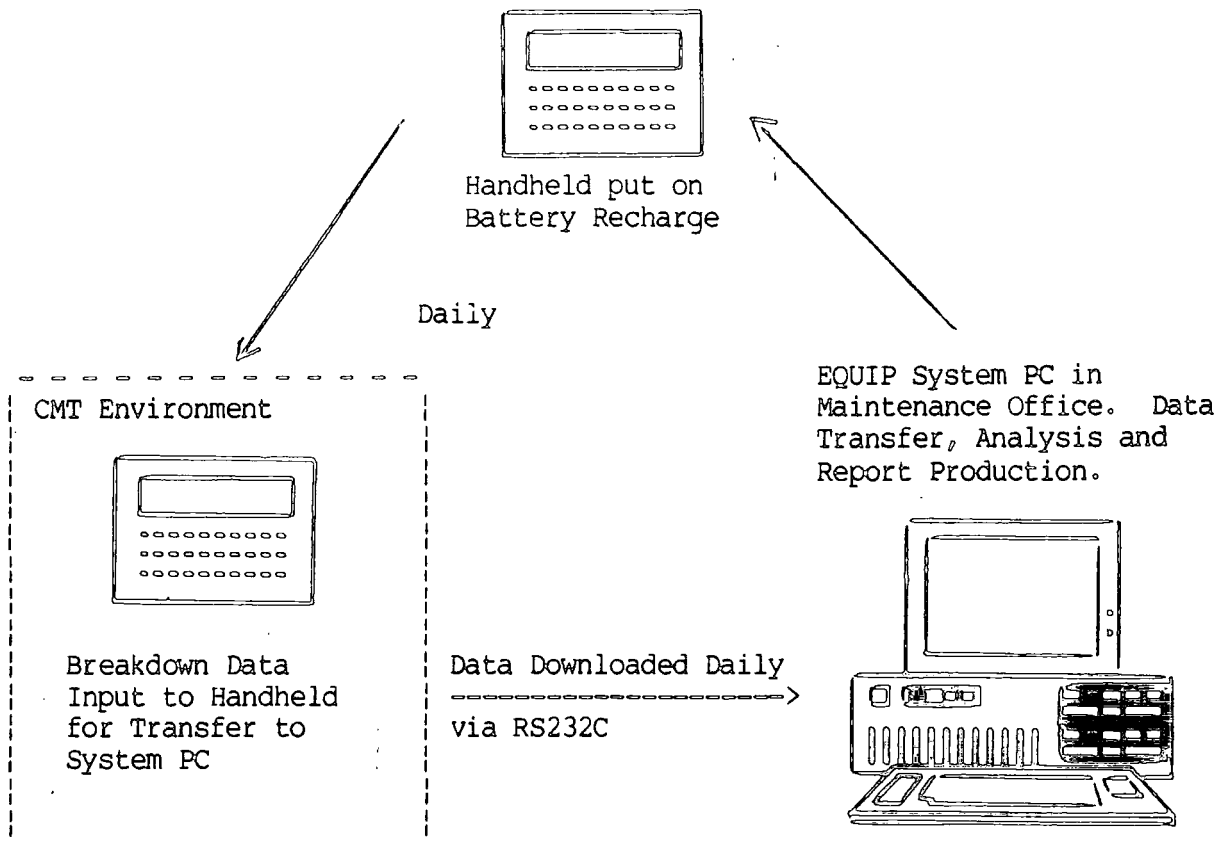 Handheld put on
Battery Recharge
Daily
CMT Environment
EQUIP System PC in
Maintenance Office. Data
Transfer, Analysis and
Report Production.
Breakdown Data
Input to Handheld
for Transfer to
System PC
Data Downloaded Daily
via RS232C